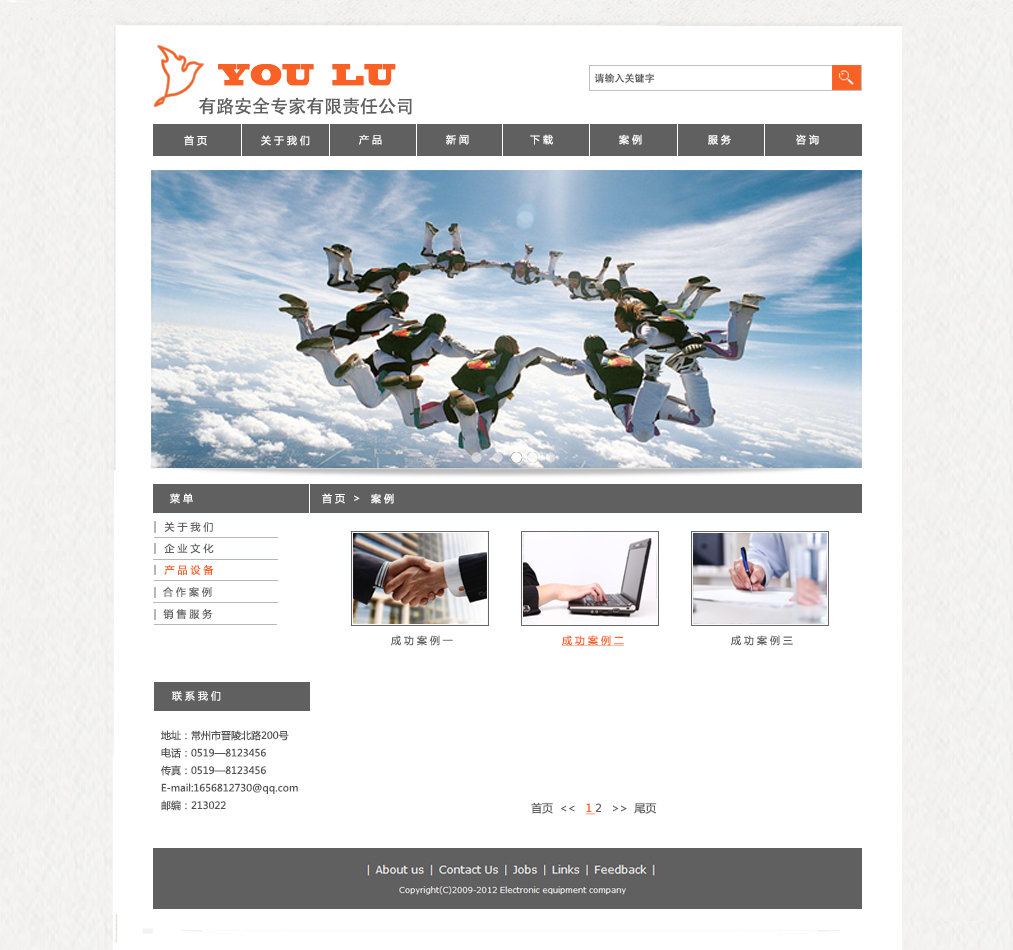 YOU LU
有路安全专家有限责任公司
请输入关键字
首页 关于我们 产品 新闻 下载 案例 服务 咨询
菜单
首页 > 案例
关于我们
企业文化
产品设备
合作案例
销售服务
成功案例一 成功案例二 成功案例三
联系我们
地址：常州市晋陵北路200号
电话：0519—8123456
传真：0519—8123456
E-mail:1656812730@qq.com
邮编：213022
首页 << 1 2 >> 尾页
| About us | Contact Us | Jobs | Links | Feedback |
Copyright(C)2009-2012 Electronic equipment company